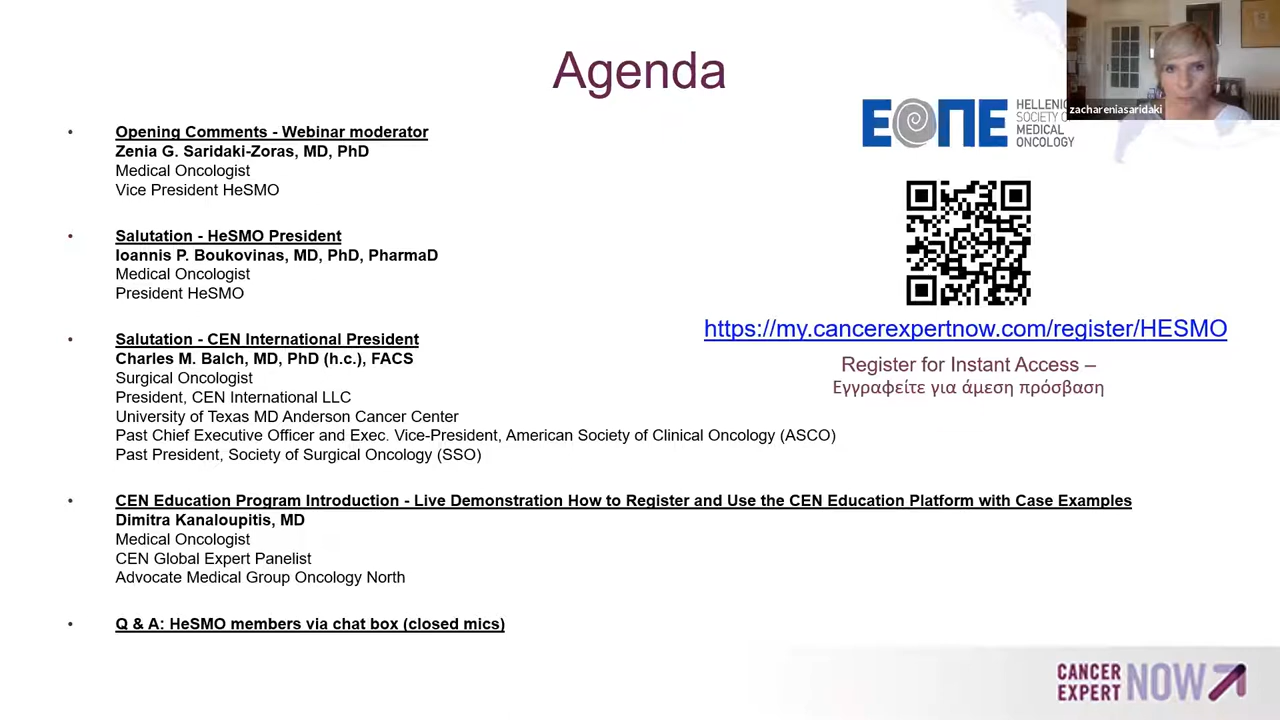 Agenda
Opening Comments - Webinar moderator
Zenia G. Saridaki-Zoras, MD, PhD
Medical Oncologist
Vice President HeSMO
Salutation - HeSMO President
Ioannis P. Boukovinas, MD, PhD, PharmaD
Medical Oncologist
President HeSMO
Salutation - CEN International President
Charles M. Balch, MD, PhD (h.c.), FACS
Surgical Oncologist
President, CEN International LLC
University of Texas MD Anderson Cancer Center
Past Chief Executive Officer and Exec. Vice-President, American Society of Clinical Oncology (ASCO)
Past President, Society of Surgical Oncology (SSO)
CEN Education Program Introduction - Live Demonstration How to Register and Use the CEN Education Platform with Case Examples
Dimitra Kanaloupitis, MD
Medical Oncologist
CEN Global Expert Panelist
Advocate Medical Group Oncology North
Q & A: HeSMO members via chat box (closed mics)
ΕΟΠΕ
HELLENIC
SOCIETY OF
MEDICAL
ONCOLOGY
zachareniasaridaki
https://my.cancerexpertnow.com/register/HESMO
Register for Instant Access –
Εγγραφείτε για άμεση πρόσβαση
CANCER
EXPERT
NOW